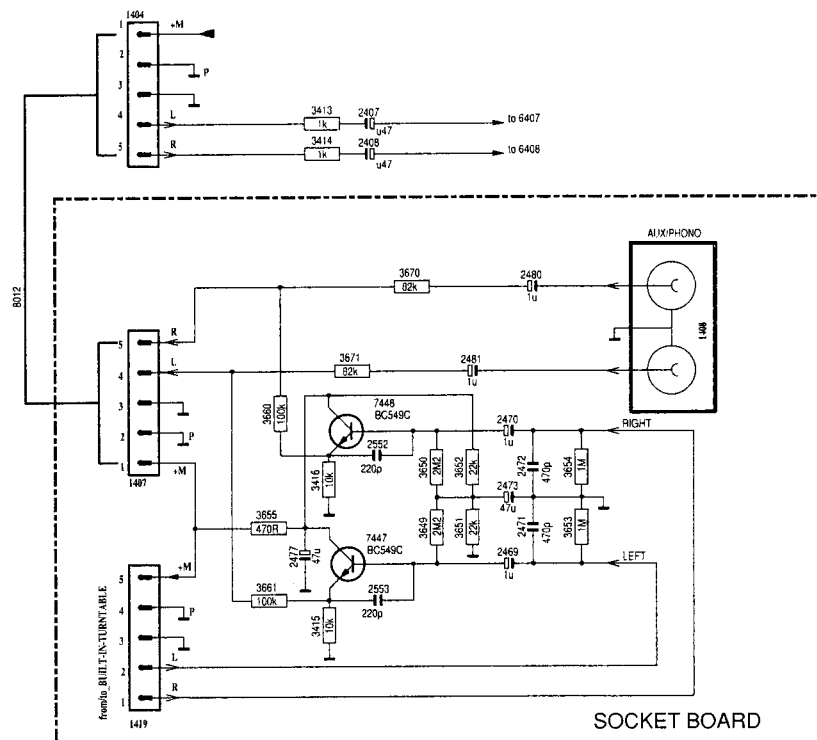 1404
1 +M
2
P
3
4 L
5 R
3413
1k
2407
u47
to 6407
3414
1k
2408
u47
to 6408
8012
AUX/PHONO
1408
3670
82k
2480
1u
R
5
L
4
3
2
P
1
+M
1407
3671
82k
2481
1u
3660
100k
7448
BC549C
2552
220p
3416
10k
2470
1u
RIGHT
3650
2M2
3652
22k
2472
470p
3654
1M
2473
47u
3649
2M2
3651
22k
2471
470p
3653
1M
3655
470R
2477
47u
7447
BC549C
2469
1u
LEFT
3661
100k
2553
220p
3415
10k
5 +M
4
P
3
2 L
1 R
1419
from/to_BUILT-IN-TURNTABLE
SOCKET BOARD